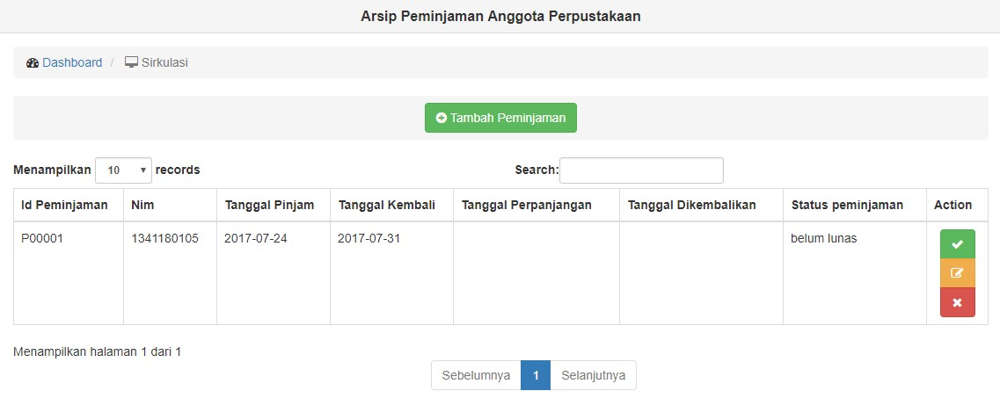 Arsip Peminjaman Anggota Perpustakaan
Dashboard / Sirkulasi
Tambah Peminjaman
Menampilkan 10 records Search:
Id Peminjaman Nim Tanggal Pinjam Tanggal Kembali Tanggal Perpanjangan Tanggal Dikembalikan Status peminjaman Action
P00001 1341180105 2017-07-24 2017-07-31 belum lunas
Menampilkan halaman 1 dari 1
Sebelumnya 1 Selanjutnya